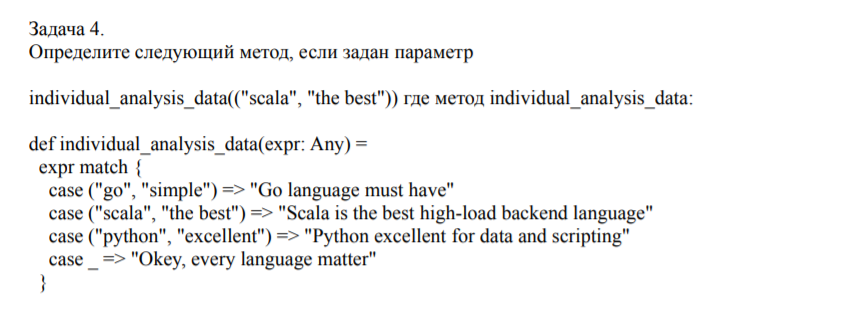 Задача 4.
Определите следующий метод, если задан параметр
individual_analysis_data(("scala", "the best")) где метод individual_analysis_data:
def individual_analysis_data(expr: Any) =
expr match {
case ("go", "simple") => "Go language must have"
case ("scala", "the best") => "Scala is the best high-load backend language"
case ("python", "excellent") => "Python excellent for data and scripting"
case _ => "Okey, every language matter"
}